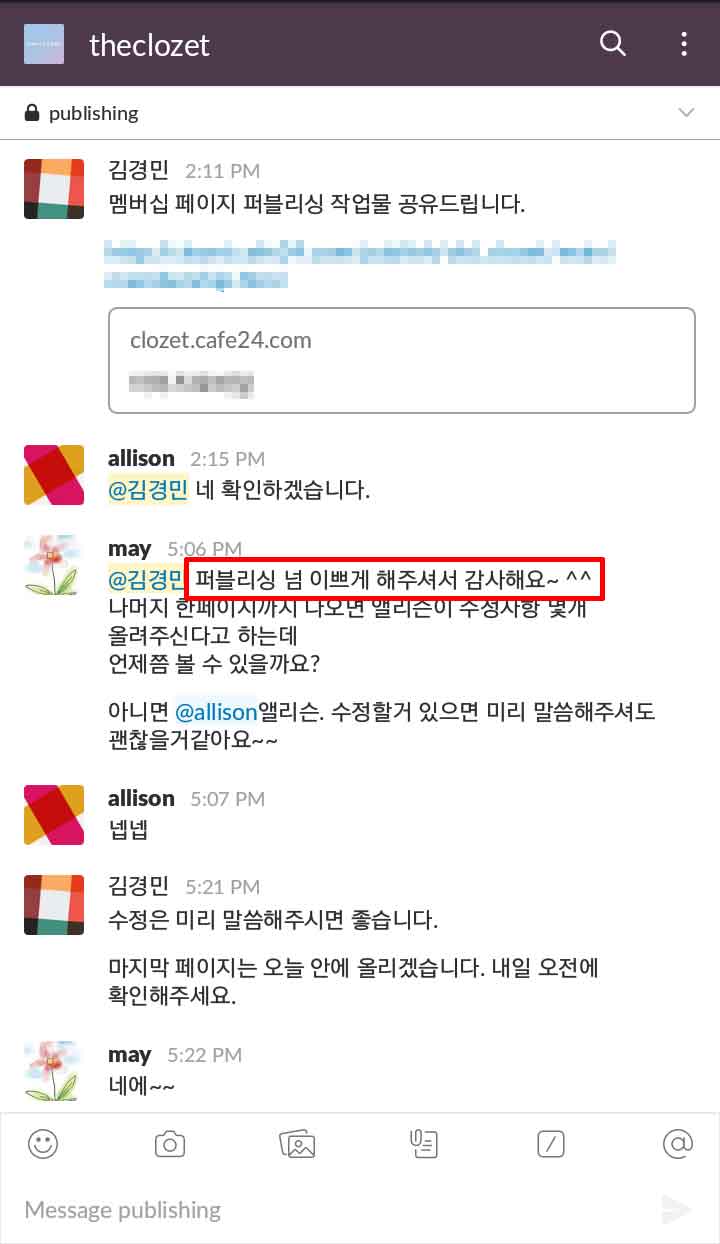 theclozet
publishing
김경민 2:11 PM
멤버십 페이지 퍼블리싱 작업물 공유드립니다.
clozet.cafe24.com
allison 2:15 PM
@김경민 네 확인하겠습니다.
may 5:06 PM
@김경민 퍼블리싱 넘 이쁘게 해주셔서 감사해요~ ^^
나머지 한페이지까지 나오면 앨리슨이 수정사항 몇개
올려주신다고 하는데
언제쯤 볼 수 있을까요?
아니면 @allison앨리슨. 수정할거 있으면 미리 말씀해주셔도
괜찮을거같아요~~
allison 5:07 PM
넵넵
김경민 5:21 PM
수정은 미리 말씀해주시면 좋습니다.
마지막 페이지는 오늘 안에 올리겠습니다. 내일 오전에
확인해주세요.
may 5:22 PM
네에~~
Message publishing